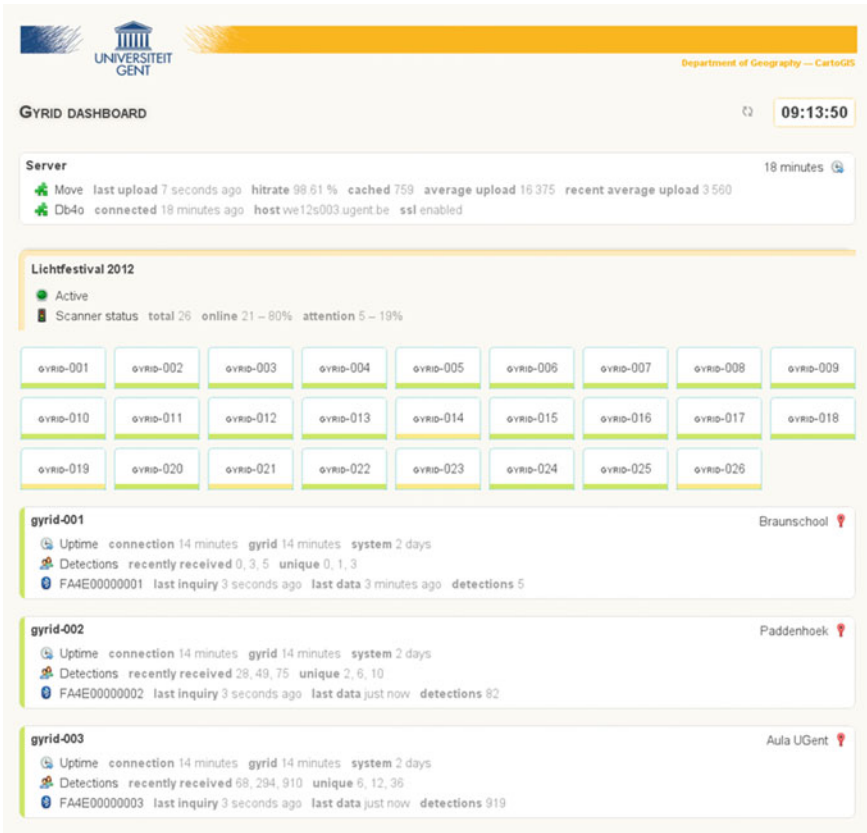 UNIVERSITEIT
GENT
Department of Geography — CartoGIS
GYRID DASHBOARD
09:13:50
Server
18 minutes
Move last upload 7 seconds ago hitrate 98.61 % cached 759 average upload 16 375 recent average upload 3 560
Db4o connected 18 minutes ago host we12s003.ugent.be ssl enabled
Lichtfestival 2012
Active
Scanner status total 26 online 21 – 80% attention 5 – 19%
GYRID-001 GYRID-002 GYRID-003 GYRID-004 GYRID-005 GYRID-006 GYRID-007 GYRID-008 GYRID-009
GYRID-010 GYRID-011 GYRID-012 GYRID-013 GYRID-014 GYRID-015 GYRID-016 GYRID-017 GYRID-018
GYRID-019 GYRID-020 GYRID-021 GYRID-022 GYRID-023 GYRID-024 GYRID-025 GYRID-026
gyrid-001
Braunschool
Uptime connection 14 minutes gyrid 14 minutes system 2 days
Detections recently received 0, 3, 5 unique 0, 1, 3
FA4E00000001 last inquiry 3 seconds ago last data 3 minutes ago detections 5
gyrid-002
Paddenhoek
Uptime connection 14 minutes gyrid 14 minutes system 2 days
Detections recently received 28, 49, 75 unique 2, 6, 10
FA4E00000002 last inquiry 3 seconds ago last data just now detections 82
gyrid-003
Aula UGent
Uptime connection 14 minutes gyrid 14 minutes system 2 days
Detections recently received 68, 294, 910 unique 6, 12, 36
FA4E00000003 last inquiry 3 seconds ago last data just now detections 919